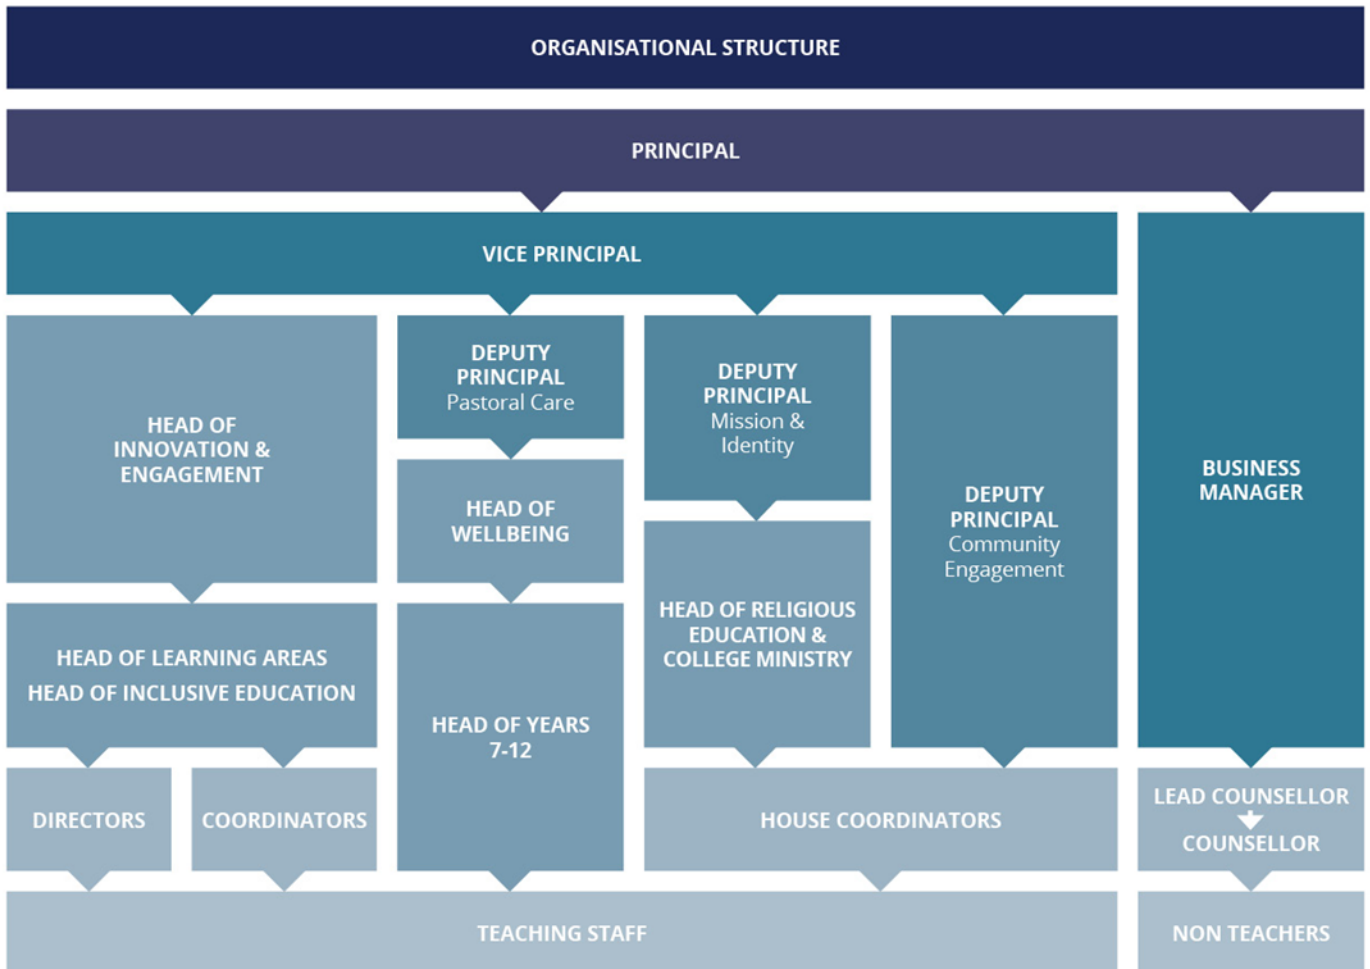 ORGANISATIONAL STRUCTURE
PRINCIPAL
VICE PRINCIPAL
HEAD OF
INNOVATION &
ENGAGEMENT
DEPUTY
PRINCIPAL
Pastoral Care
DEPUTY
PRINCIPAL
Mission &
Identity
DEPUTY
PRINCIPAL
Community
Engagement
BUSINESS
MANAGER
HEAD OF
WELLBEING
HEAD OF RELIGIOUS
EDUCATION &
COLLEGE MINISTRY
HEAD OF LEARNING AREAS
HEAD OF INCLUSIVE EDUCATION
HEAD OF YEARS
7-12
DIRECTORS
COORDINATORS
HOUSE COORDINATORS
LEAD COUNSELLOR
COUNSELLOR
TEACHING STAFF
NON TEACHERS